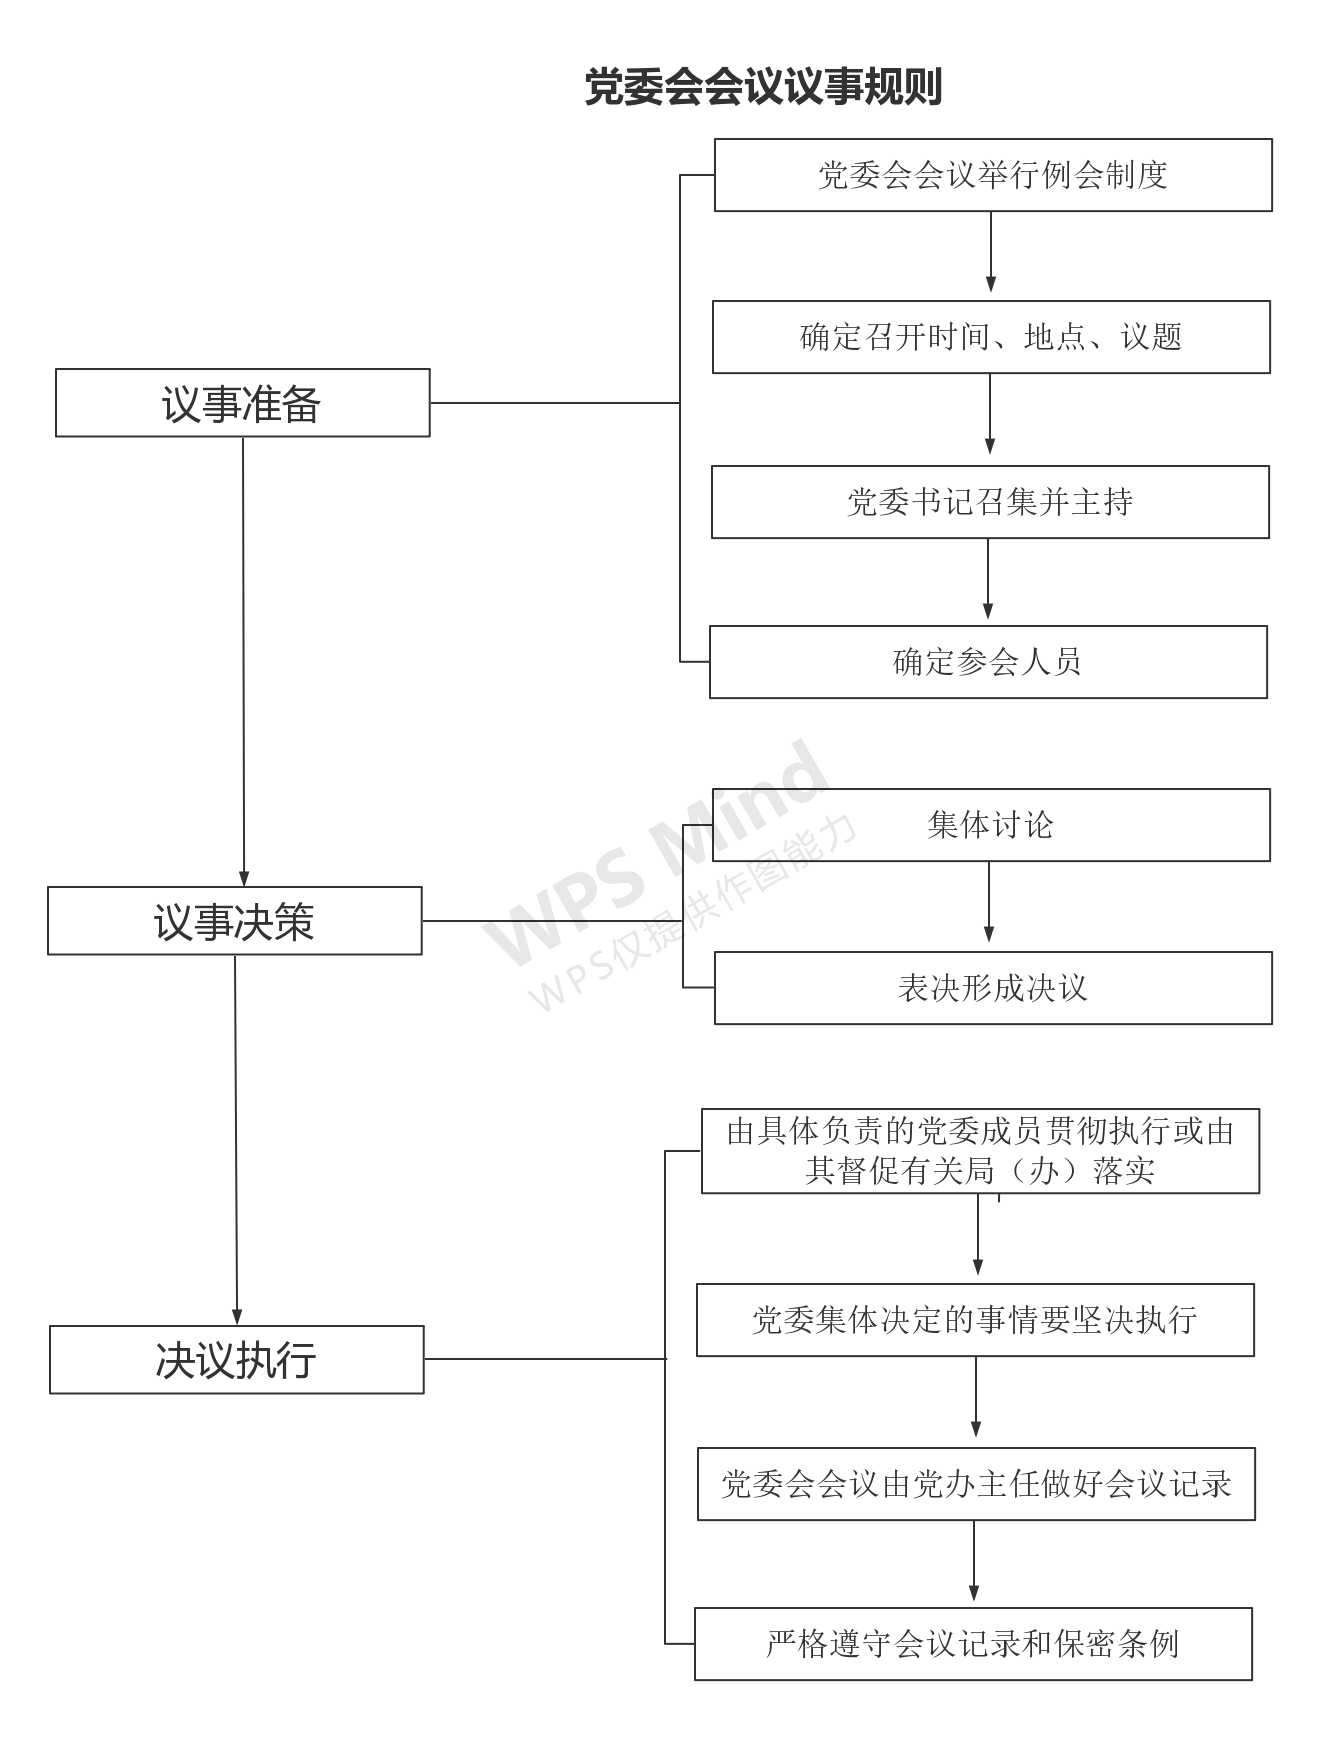 党委会会议议事规则
党委会会议举行例会制度
确定召开时间、地点、议题
议事准备
党委书记召集并主持
确定参会人员
WPS Mind
WPS仅提供作图能力
集体讨论
议事决策
表决形成决议
由具体负责的党委成员贯彻执行或由
其督促有关局（办）落实
党委集体决定的事情要坚决执行
决议执行
党委会会议由党办主任做好会议记录
严格遵守会议记录和保密条例